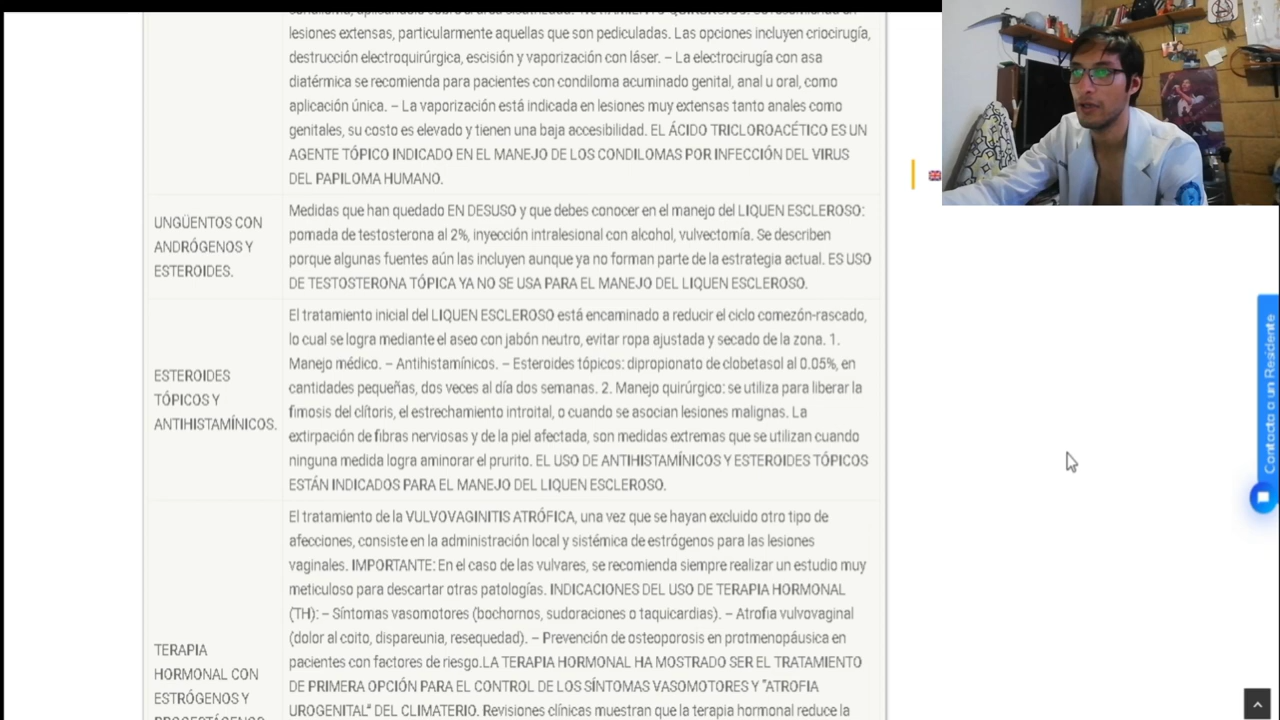 lesiones extensas, particularmente aquellas que son pediculadas. Las opciones incluyen criocirugía,
destrucción electroquirúrgica, escisión y vaporización con láser. – La electrocirugía con asa
diatérmica se recomienda para pacientes con condiloma acuminado genital, anal u oral, como
aplicación única. – La vaporización está indicada en lesiones muy extensas tanto anales como
genitales, su costo es elevado y tienen una baja accesibilidad. EL ÁCIDO TRICLOROACÉTICO ES UN
AGENTE TÓPICO INDICADO EN EL MANEJO DE LOS CONDILOMAS POR INFECCIÓN DEL VIRUS
DEL PAPILOMA HUMANO.
UNGÜENTOS CON
ANDRÓGENOS Y
ESTEROIDES.
Medidas que han quedado EN DESUSO y que debes conocer en el manejo del LIQUEN ESCLEROSO:
pomada de testosterona al 2%, inyección intralesional con alcohol, vulvectomía. Se describen
porque algunas fuentes aún las incluyen aunque ya no forman parte de la estrategia actual. ES USO
DE TESTOSTERONA TÓPICA YA NO SE USA PARA EL MANEJO DEL LIQUEN ESCLEROSO.
ESTEROIDES
TÓPICOS Y
ANTIHISTAMÍNICOS.
El tratamiento inicial del LIQUEN ESCLEROSO está encaminado a reducir el ciclo comezón-rascado,
lo cual se logra mediante el aseo con jabón neutro, evitar ropa ajustada y secado de la zona. 1.
Manejo médico. – Antihistamínicos. – Esteroides tópicos: dipropionato de clobetasol al 0.05%, en
cantidades pequeñas, dos veces al día dos semanas. 2. Manejo quirúrgico: se utiliza para liberar la
fimosis del clítoris, el estrechamiento introital, o cuando se asocian lesiones malignas. La
extirpación de fibras nerviosas y de la piel afectada, son medidas extremas que se utilizan cuando
ninguna medida logra aminorar el prurito. EL USO DE ANTIHISTAMÍNICOS Y ESTEROIDES TÓPICOS
ESTÁN INDICADOS PARA EL MANEJO DEL LIQUEN ESCLEROSO.
TERAPIA
HORMONAL CON
ESTRÓGENOS Y
El tratamiento de la VULVOVAGINITIS ATRÓFICA, una vez que se hayan excluido otro tipo de
afecciones, consiste en la administración local y sistémica de estrógenos para las lesiones
vaginales. IMPORTANTE: En el caso de las vulvares, se recomienda siempre realizar un estudio muy
meticuloso para descartar otras patologías. INDICACIONES DEL USO DE TERAPIA HORMONAL
(TH): – Síntomas vasomotores (bochornos, sudoraciones o taquicardias). – Atrofia vulvovaginal
(dolor al coito, dispareunia, resequedad). – Prevención de osteoporosis en protmenopáusica en
pacientes con factores de riesgo.LA TERAPIA HORMONAL HA MOSTRADO SER EL TRATAMIENTO
DE PRIMERA OPCIÓN PARA EL CONTROL DE LOS SÍNTOMAS VASOMOTORES Y "ATROFIA
UROGENITAL" DEL CLIMATERIO. Revisiones clínicas muestran que la terapia hormonal reduce la
Contacta a un Residente